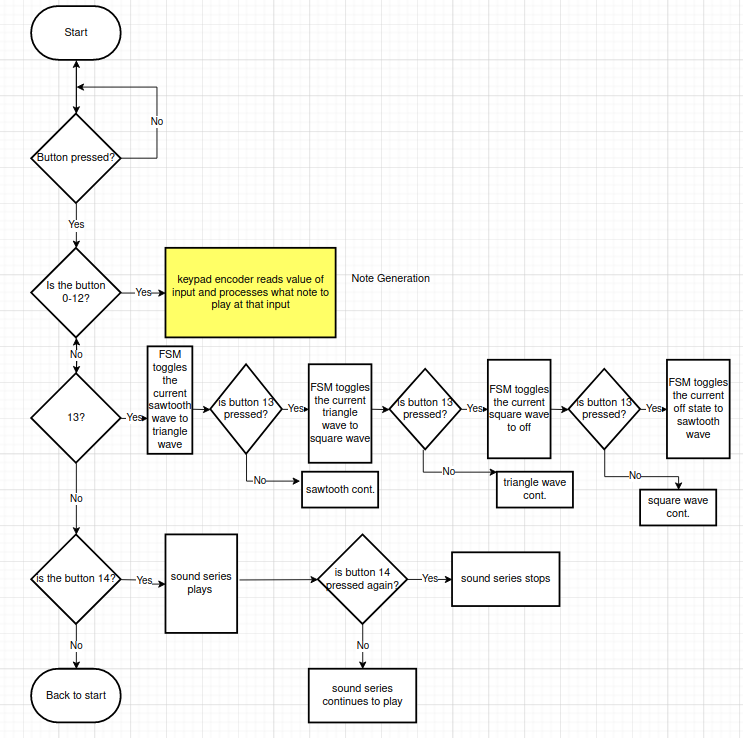 Start
No
Button pressed?
Yes
Is the button
0-12?
Yes
keypad encoder reads value of
input and processes what note to
play at that input
Note Generation
No
13?
Yes
FSM
toggles
the
current
sawtooth
wave to
triangle
wave
is button 13
pressed?
Yes
FSM toggles
the current
triangle
wave to
square wave
is button 13
pressed?
Yes
FSM toggles
the current
square wave
to off
is button 13
pressed?
Yes
FSM toggles
the current
off state to
sawtooth
wave
No
sawtooth cont.
No
triangle wave
cont.
No
square wave
cont.
No
is the button 14?
Yes
sound series
plays
is button 14
pressed again?
Yes
sound series stops
No
Back to start
No
sound series
continues to play